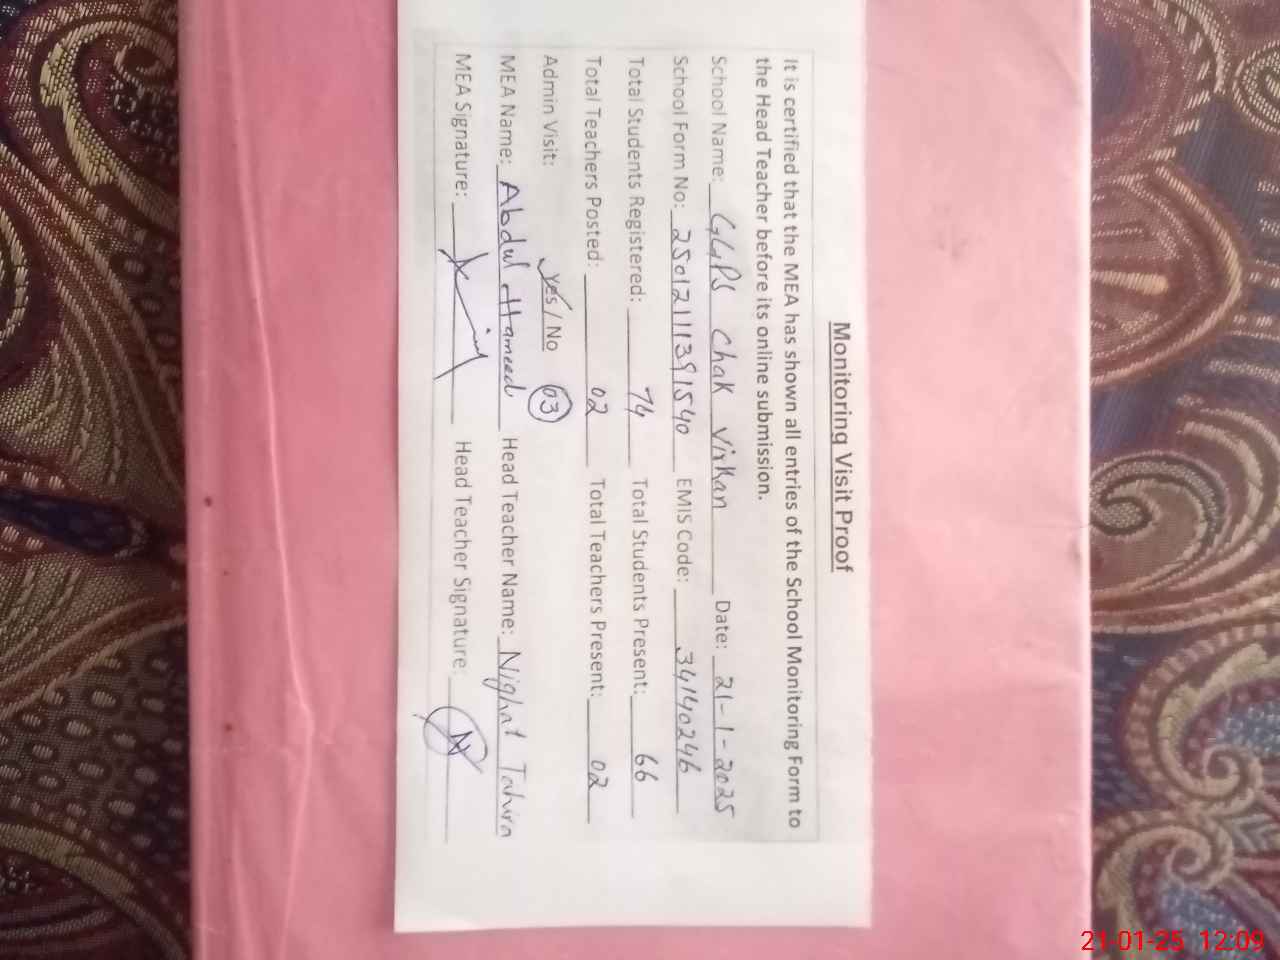 Monitoring Visit Proof
It is certified that the MEA has shown all entries of the School Monitoring Form to
the Head Teacher before its online submission.
School Name: GGPS Chak Virkan Date: 21-1-2025
School Form No: 25012111391540 EMIS Code: 34140246
Total Students Registered: 74 Total Students Present: 66
Total Teachers Posted: 02 Total Teachers Present: 02
Admin Visit: Yes / No 03
MEA Name: Abdul Hameed Head Teacher Name: Nighat Tahira
MEA Signature: Head Teacher Signature:
21-01-25 12:09